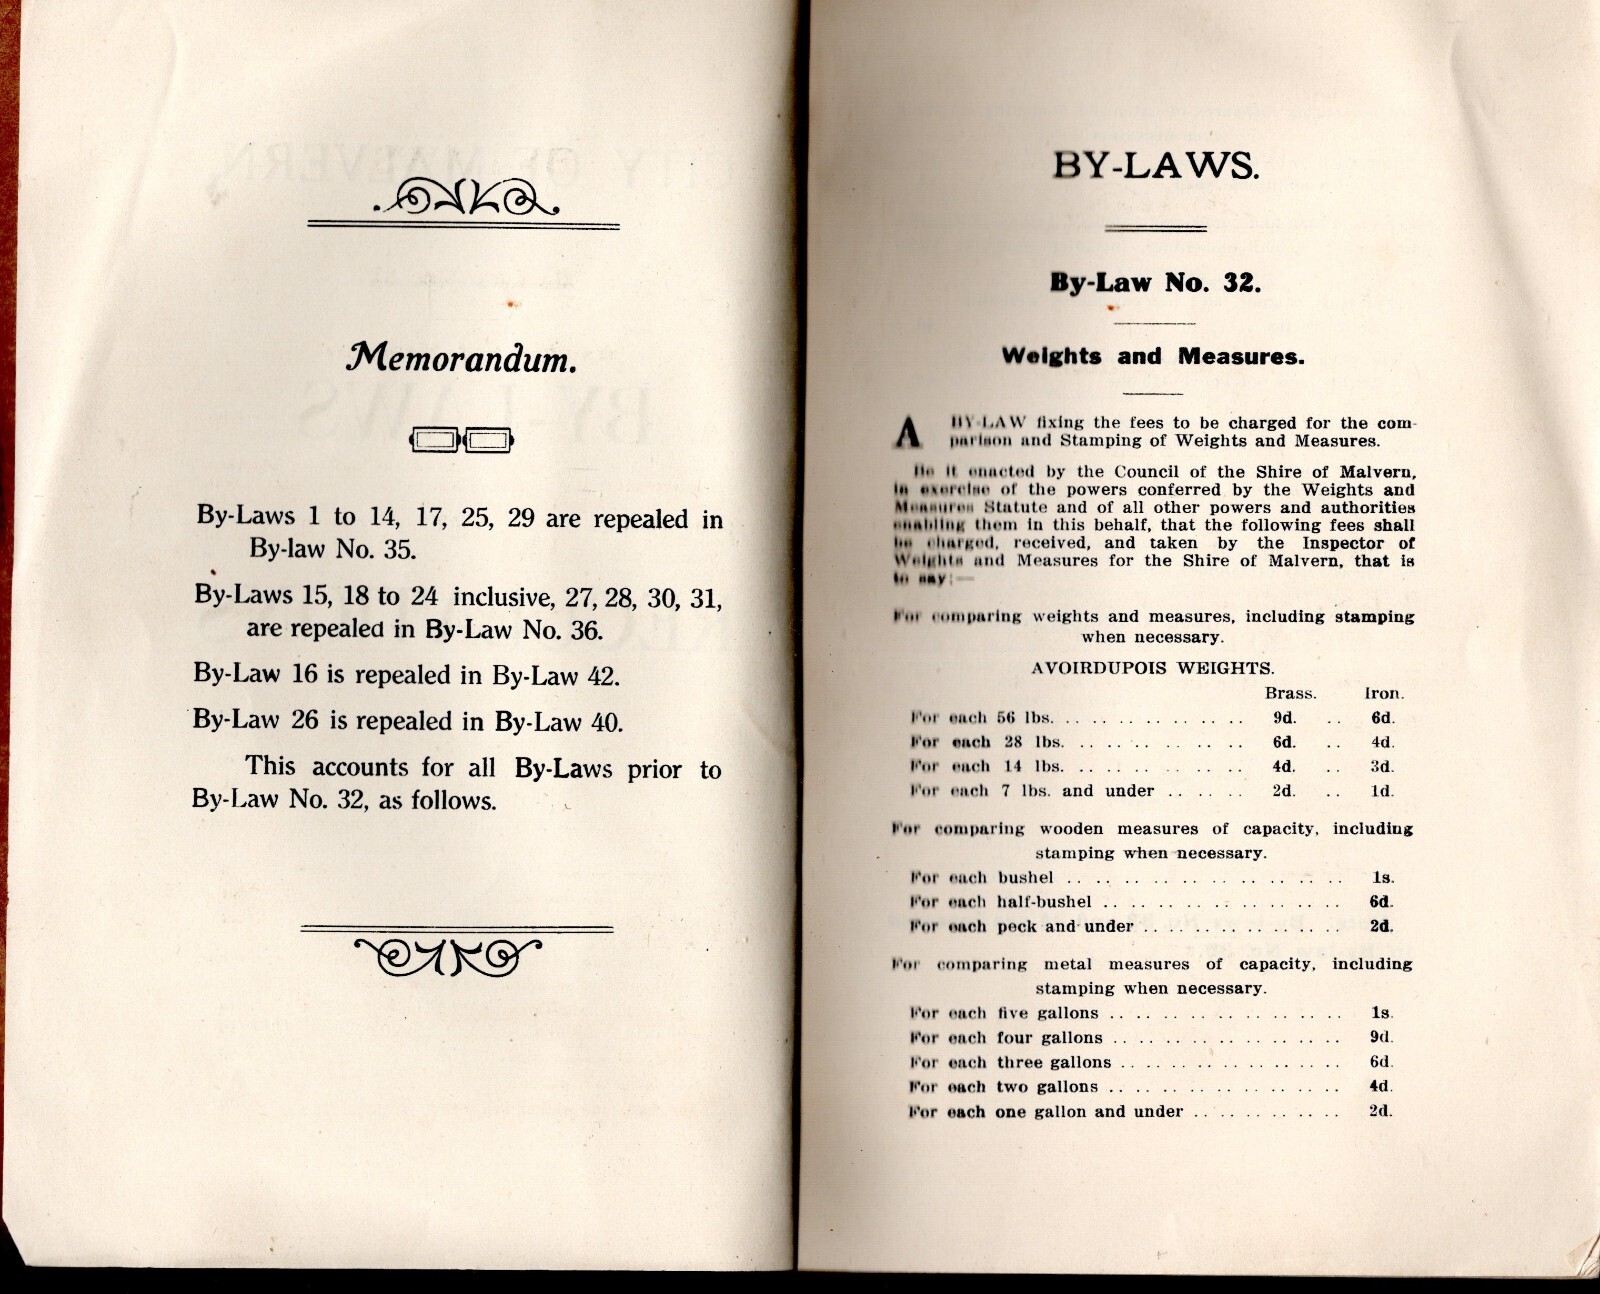 Memorandum.
By-Laws 1 to 14, 17, 25, 29 are repealed in
By-law No. 35.
By-Laws 15, 18 to 24 inclusive, 27, 28, 30, 31,
are repealed in By-Law No. 36.
By-Law 16 is repealed in By-Law 42.
By-Law 26 is repealed in By-Law 40.
This accounts for all By-Laws prior to
By-Law No. 32, as follows.
BY-LAWS.
By-Law No. 32.
Weights and Measures.
A BY-LAW fixing the fees to be charged for the com-
parison and Stamping of Weights and Measures.
Be it enacted by the Council of the Shire of Malvern,
in exercise of the powers conferred by the Weights and
Measures Statute and of all other powers and authorities
enabling them in this behalf, that the following fees shall
be charged, received, and taken by the Inspector of
Weights and Measures for the Shire of Malvern, that is
to say:—
For comparing weights and measures, including stamping
when necessary.
AVOIRDUPOIS WEIGHTS.
Brass. Iron.
For each 56 lbs. .. .. .. .. .. .. .. 9d. .. 6d.
For each 28 lbs. .. .. .. .. .. .. 6d. .. 4d.
For each 14 lbs. .. .. .. .. .. .. 4d. .. 3d.
For each 7 lbs. and under .. .. .. 2d. .. 1d.
For comparing wooden measures of capacity, including
stamping when necessary.
For each bushel .. .. .. .. .. .. .. .. .. .. 1s.
For each half-bushel .. .. .. .. .. .. .. .. 6d.
For each peck and under .. .. .. .. .. .. .. 2d.
For comparing metal measures of capacity, including
stamping when necessary.
For each five gallons .. .. .. .. .. .. .. .. 1s.
For each four gallons .. .. .. .. .. .. .. .. 9d.
For each three gallons .. .. .. .. .. .. .. .. 6d.
For each two gallons .. .. .. .. .. .. .. .. 4d.
For each one gallon and under .. .. .. .. .. 2d.